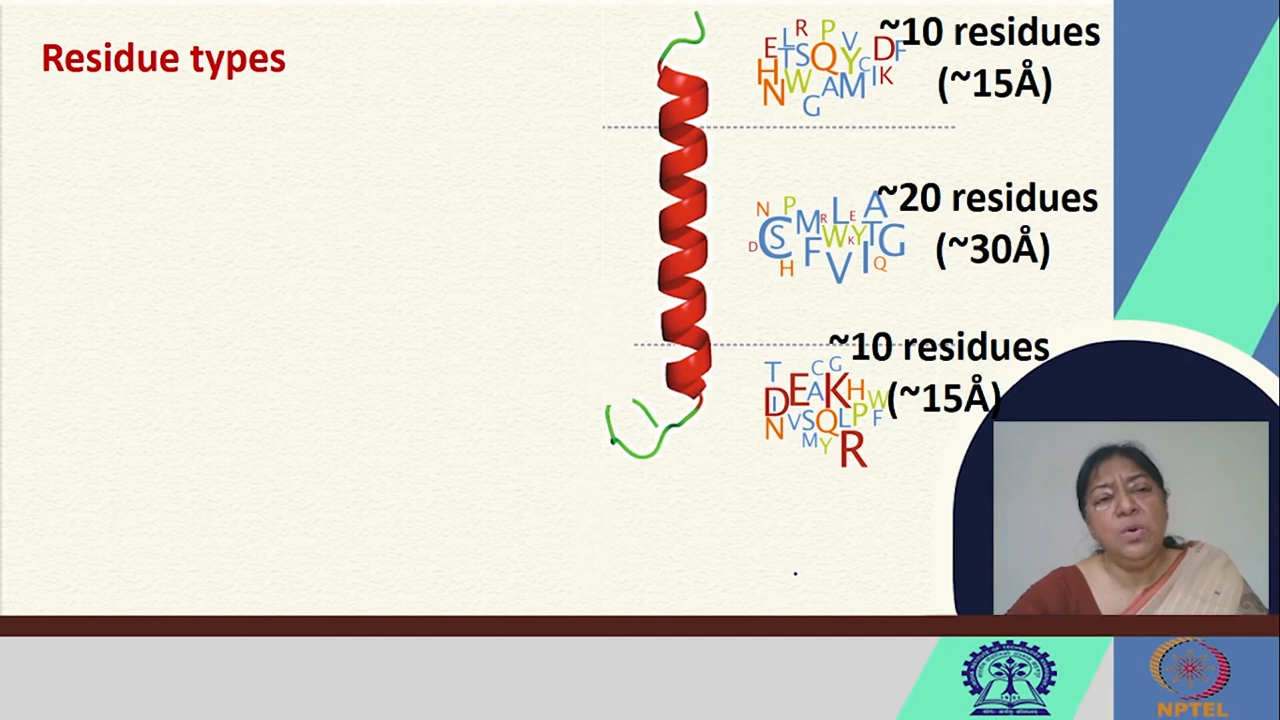 Residue types
~10 residues
(~15Å)
L R P V D F
E T S Q Y C
H W A M I K
N G
~20 residues
(~30Å)
N P M R L E A
D C S F W K Y T G
H V I Q
~10 residues
(~15Å)
T C G
D E A K H W
I V S Q L P F
N M Y R
NPTEL